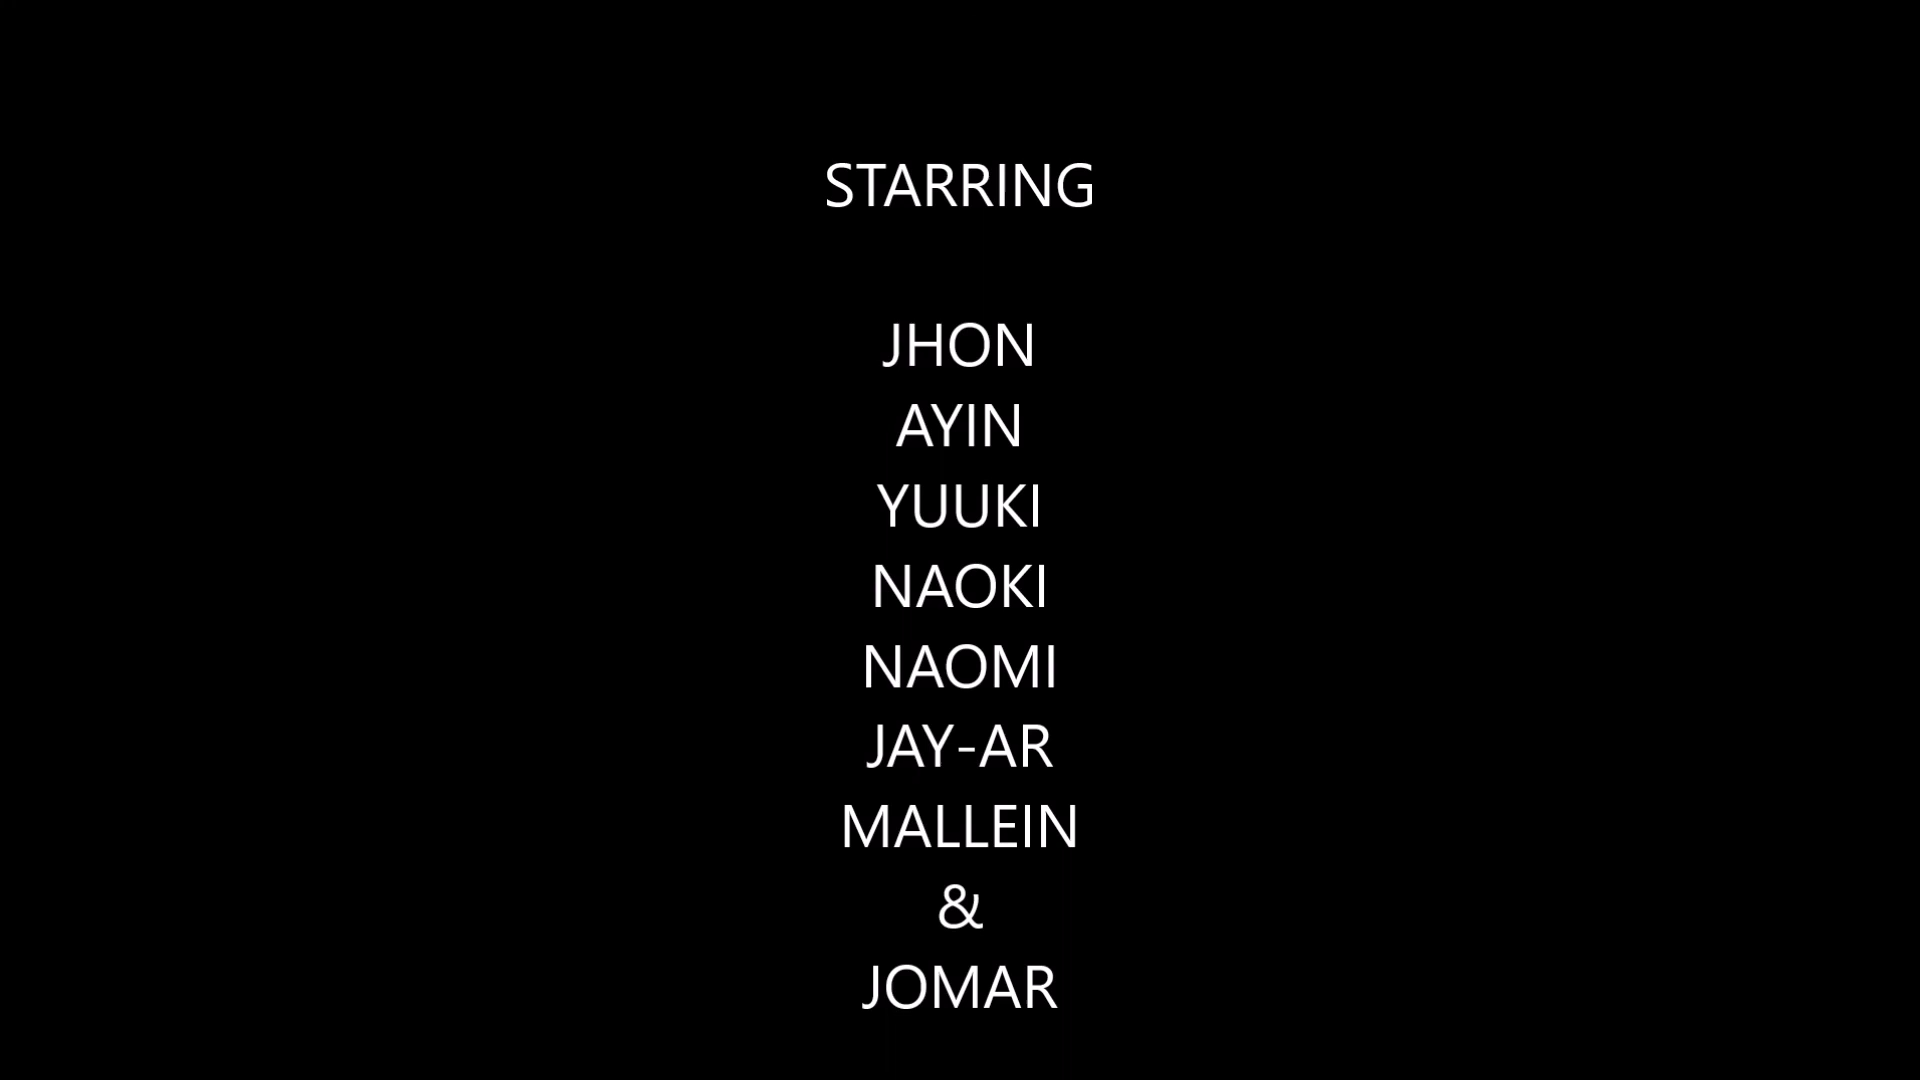 STARRING
JHON
AYIN
YUUKI
NAOKI
NAOMI
JAY-AR
MALLEIN
&
JOMAR